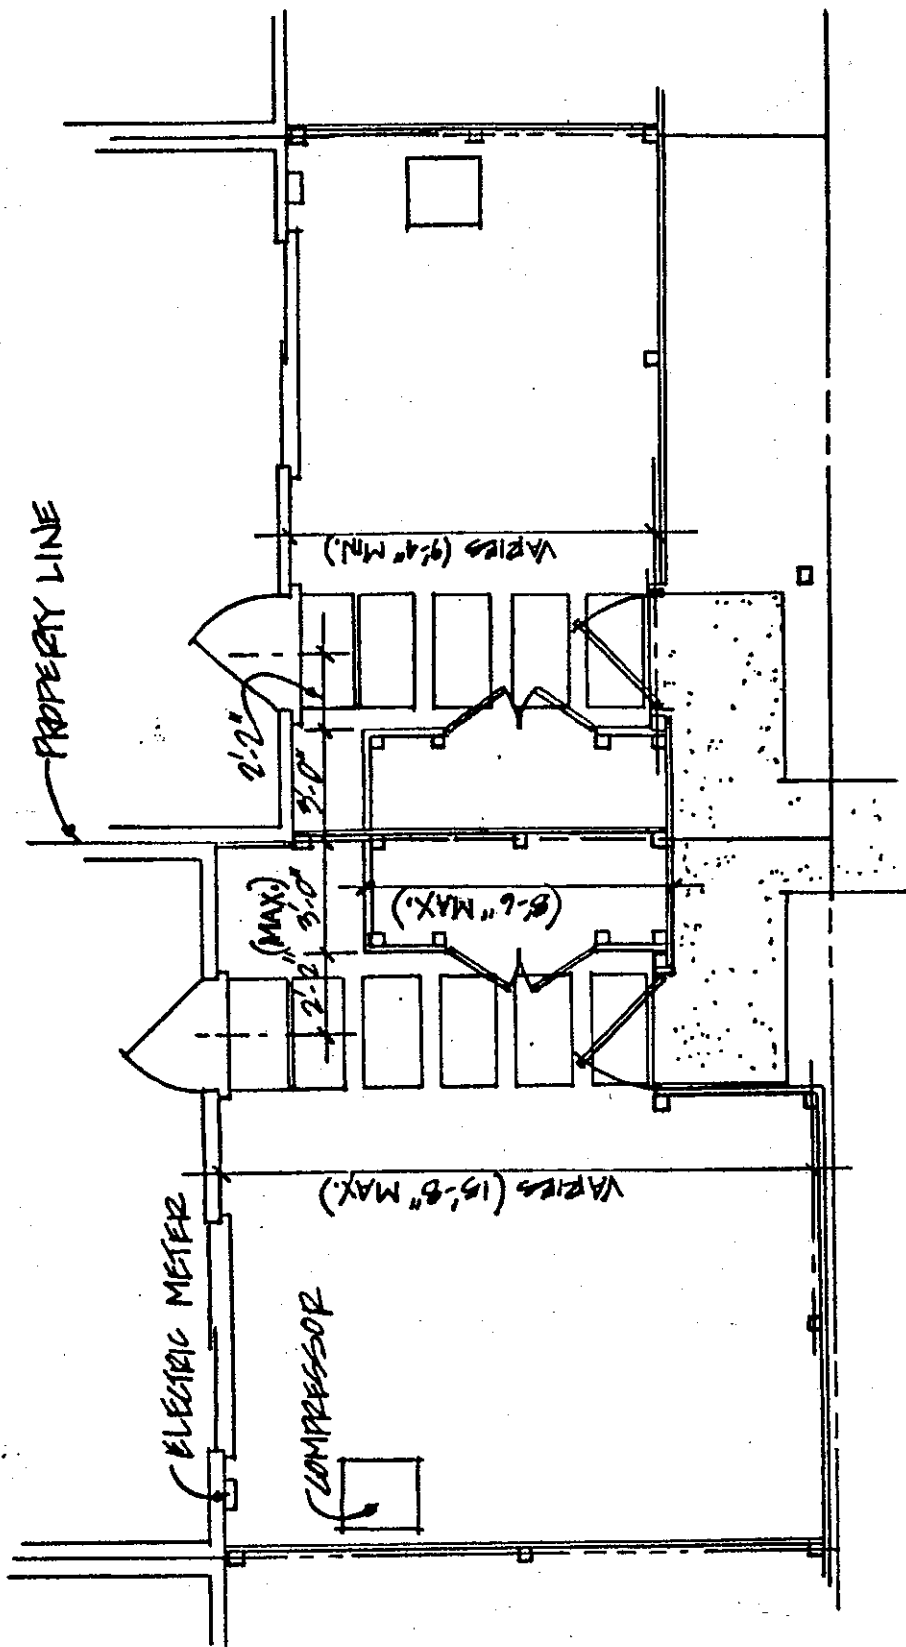 PROPERTY LINE
VARIES (9'-4" MIN.)
2'-2"
3'-0"
(MAX.)
3'-0"
2'-2"
(8'-6" MAX.)
VARIES (15'-8" MAX.)
ELECTRIC METER
COMPRESSOR